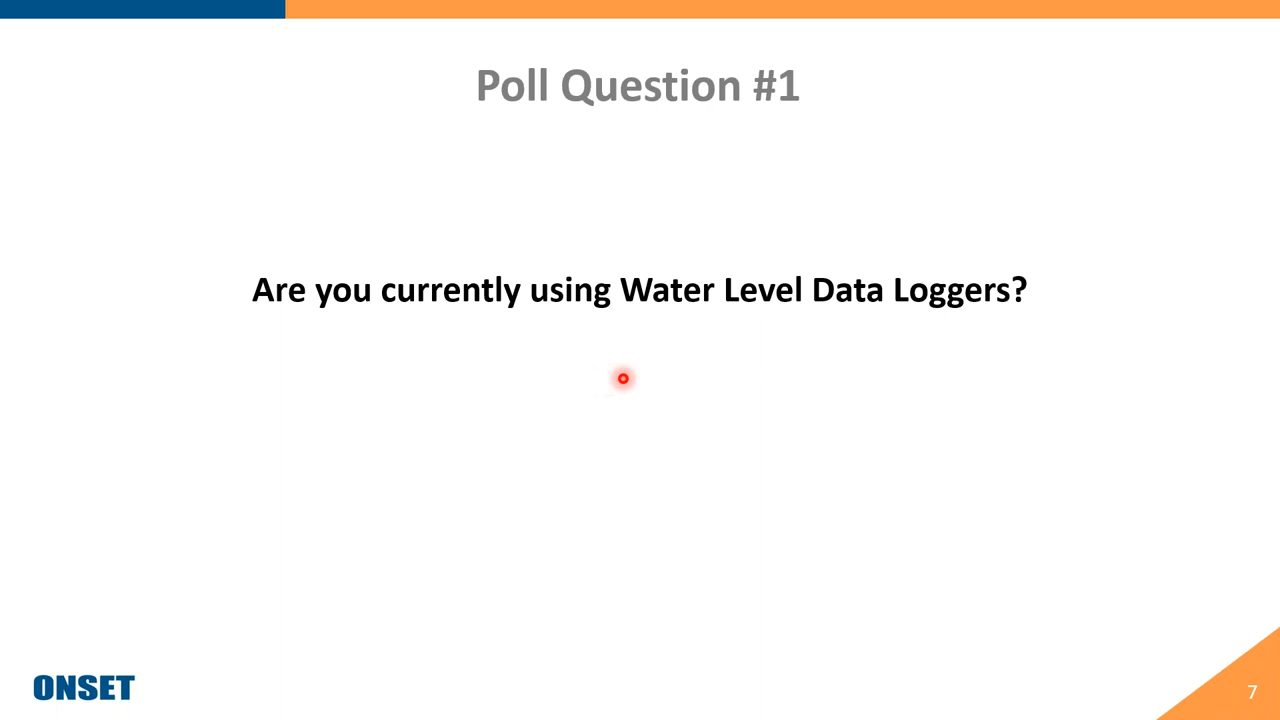 Poll Question #1
Are you currently using Water Level Data Loggers?
ONSET
7